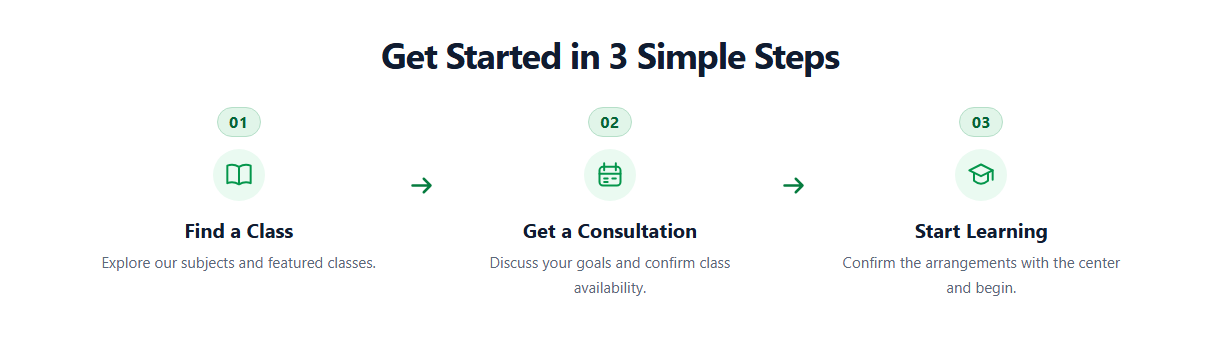 Get Started in 3 Simple Steps
01
Find a Class
Explore our subjects and featured classes.
02
Get a Consultation
Discuss your goals and confirm class
availability.
03
Start Learning
Confirm the arrangements with the center
and begin.